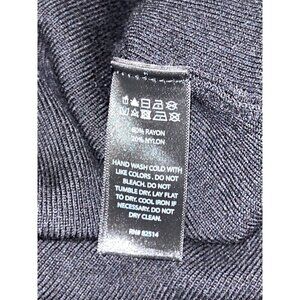 80% RAYON
20% NYLON
HAND WASH COLD WITH
LIKE COLORS . DO NOT
BLEACH. DO NOT
TUMBLE DRY. LAY FLAT
TO DRY. COOL IRON IF
NECESSARY. DO NOT
DRY CLEAN.
RN# 82514